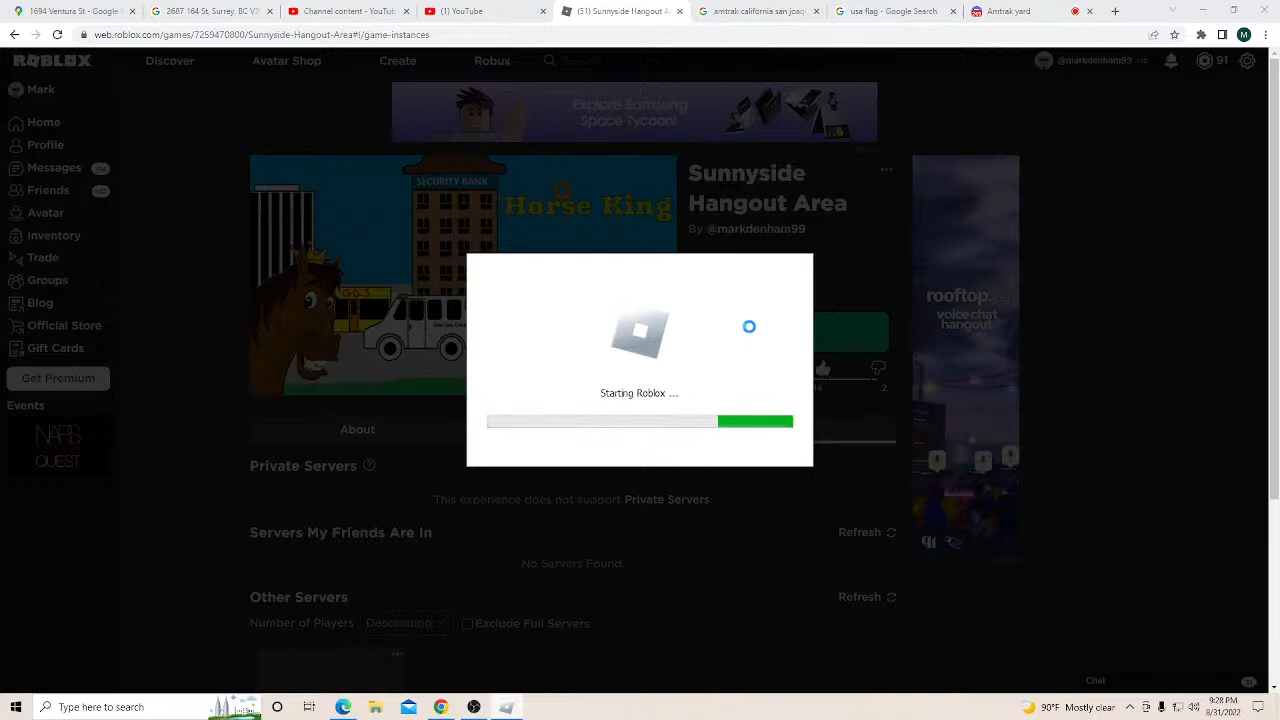 1694 Ventura St - Google
2687 164 St, Surrey, BC V3
Channel content - YouTube
(1) YouTube
(51) Sunnyside Hangout A
amtrak california san joaqu
usa flag - Google Search
Amtrak yard
web.roblox.com/games/7259470800/Sunnyside-Hangout-Area#!/game-instances
M
ROBLOX
Discover
Avatar Shop
Create
Robux
Search
@markdenham99
91
Mark
Home
Profile
Messages
Friends
Avatar
Inventory
Trade
Groups
Blog
Official Store
Gift Cards
Get Premium
Events
NARS
QUEST
Explore Samsung
Space Tycoon!
SECURITY BANK
Horse King
Sunnyside
Hangout Area
By @markdenham99
2
Starting Roblox ...
About
Private Servers
This experience does not support Private Servers.
Servers My Friends Are In
Refresh
No Servers Found.
Other Servers
Refresh
Number of Players
Descending
Exclude Full Servers
rooftop
voice chat
hangout
Chat
Type here to search
90°F Mostly clear
9:28 PM
8/31/2022